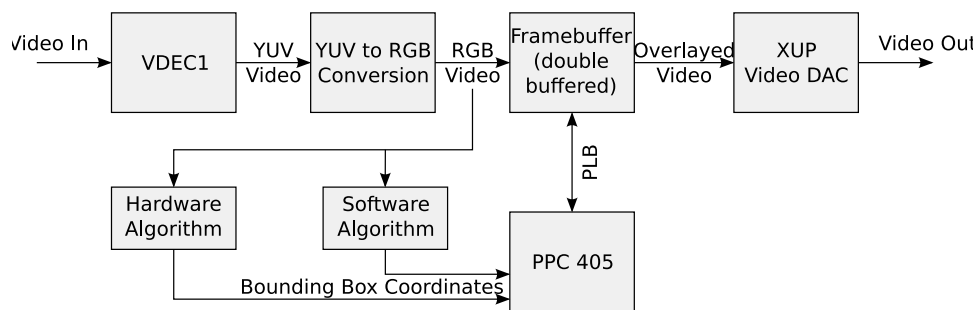 Video In
VDEC1
YUV
Video
YUV to RGB
Conversion
RGB
Video
Framebuffer
(double
buffered)
Overlayed
Video
XUP
Video DAC
Video Out
PLB
Hardware
Algorithm
Software
Algorithm
PPC 405
Bounding Box Coordinates